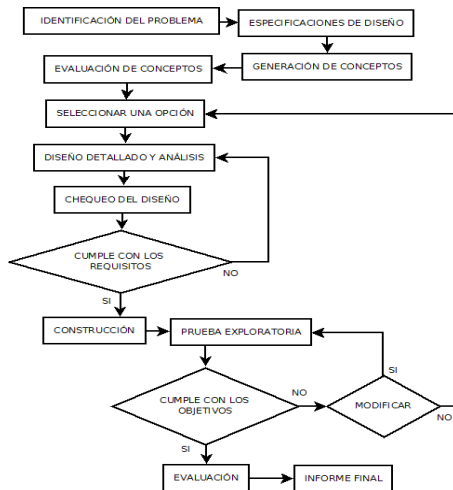 IDENTIFICACIÓN DEL PROBLEMA
ESPECIFICACIONES DE DISEÑO
GENERACIÓN DE CONCEPTOS
EVALUACIÓN DE CONCEPTOS
SELECCIONAR UNA OPCIÓN
DISEÑO DETALLADO Y ANÁLISIS
CHEQUEO DEL DISEÑO
CUMPLE CON LOS
REQUISITOS
NO
SI
CONSTRUCCIÓN
PRUEBA EXPLORATORIA
CUMPLE CON LOS
OBJETIVOS
NO
MODIFICAR
SI
NO
SI
EVALUACIÓN
INFORME FINAL